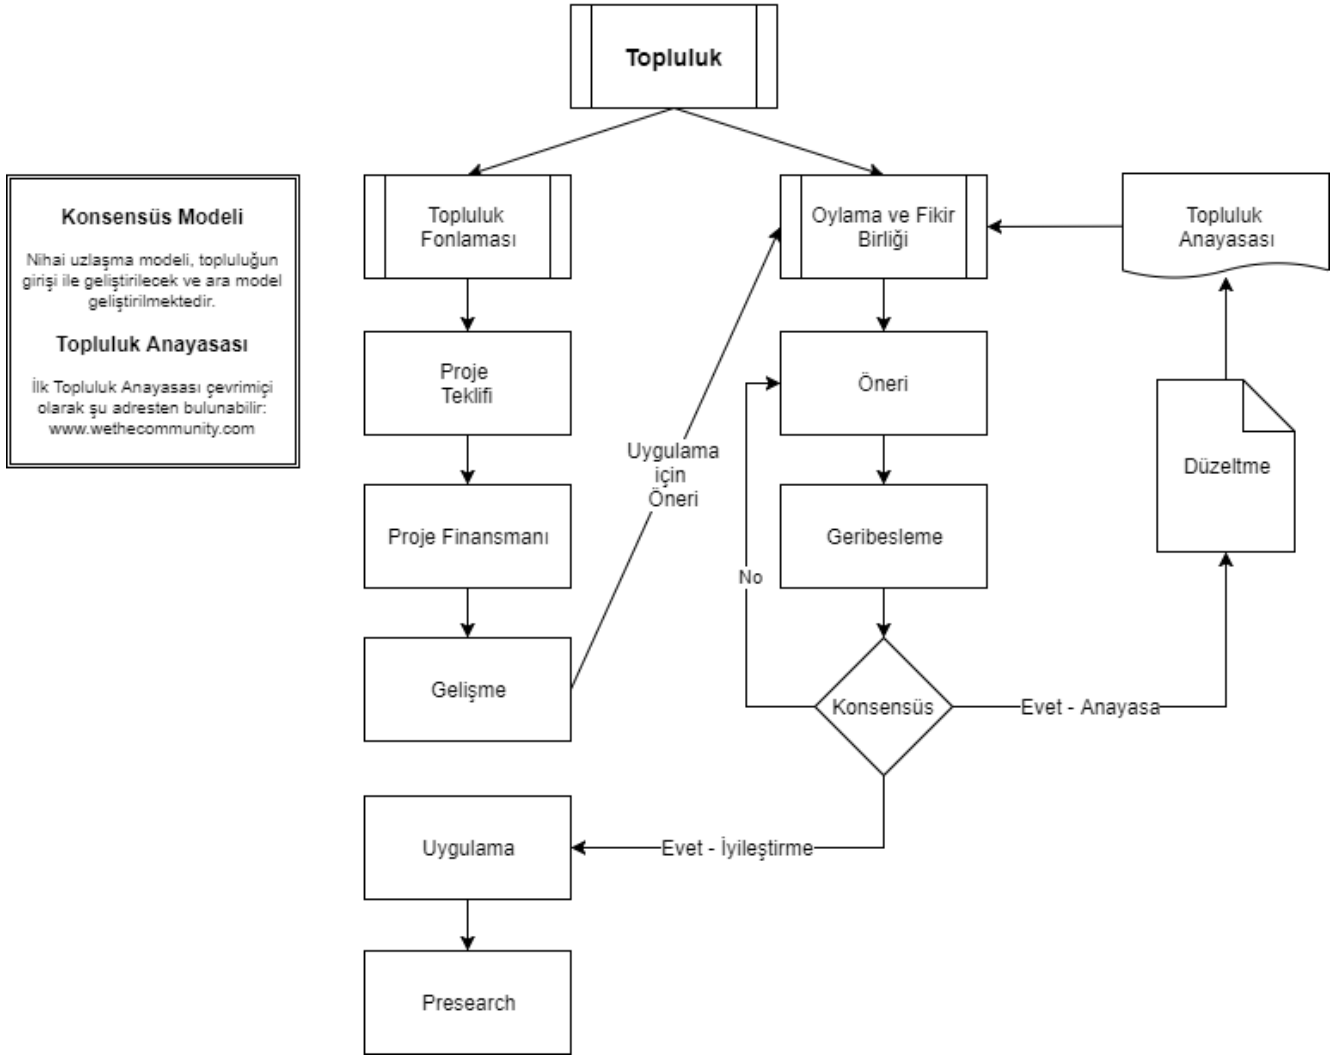 Topluluk
Konsensüs Modeli
Nihai uzlaşma modeli, topluluğun
girişi ile geliştirilecek ve ara model
geliştirilmektedir.
Topluluk Anayasası
İlk Topluluk Anayasası çevrimiçi
olarak şu adresten bulunabilir:
www.wethecommunity.com
Topluluk
Fonlaması
Oylama ve Fikir
Birliği
Topluluk
Anayasası
Proje
Teklifi
Öneri
Uygulama
için
Öneri
Düzeltme
Proje Finansmanı
Geribesleme
No
Gelişme
Konsensüs
Evet - Anayasa
Uygulama
Evet - İyileştirme
Presearch